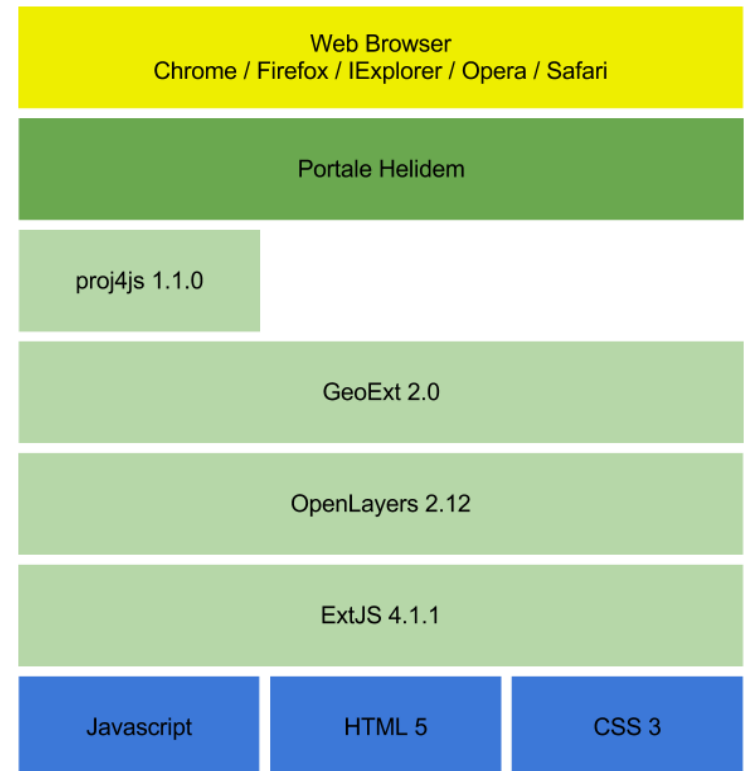 Web Browser
Chrome / Firefox / IExplorer / Opera / Safari
Portale Helidem
proj4js 1.1.0
GeoExt 2.0
OpenLayers 2.12
ExtJS 4.1.1
Javascript
HTML 5
CSS 3